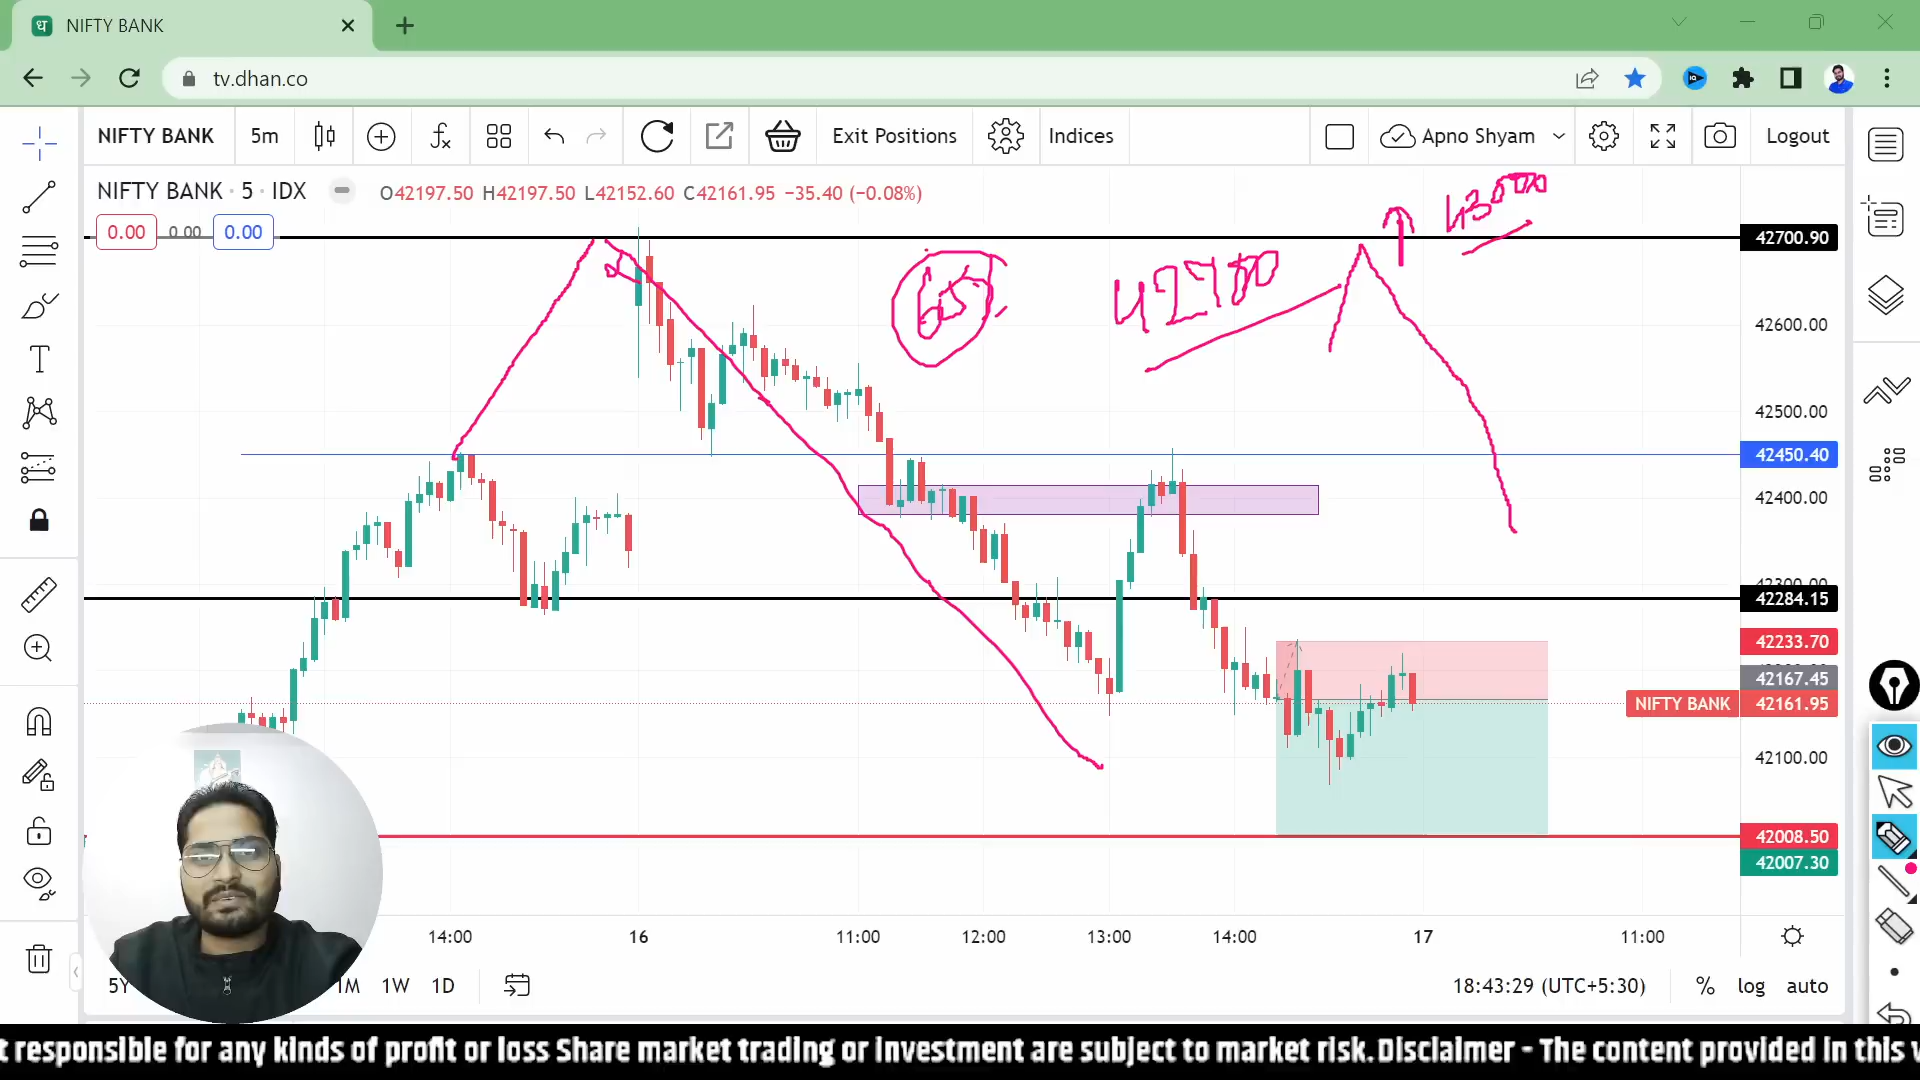 NIFTY BANK
tv.dhan.co
NIFTY BANK 5m Exit Positions Indices Apno Shyam Logout
NIFTY BANK · 5 · IDX O42197.50 H42197.50 L42152.60 C42161.95 −35.40 (−0.08%)
0.00 0.00 0.00
43000
42700.90
65
42700
42600.00
42500.00
42450.40
42400.00
42300.00
42284.15
42233.70
42167.45
NIFTY BANK 42161.95
42100.00
42008.50
42007.30
14:00 16 11:00 12:00 13:00 14:00 17 11:00
5Y 1M 1W 1D 18:43:29 (UTC+5:30) % log auto
t responsible for any kinds of profit or loss Share market trading or investment are subject to market risk.Disclaimer - The content provided in this v